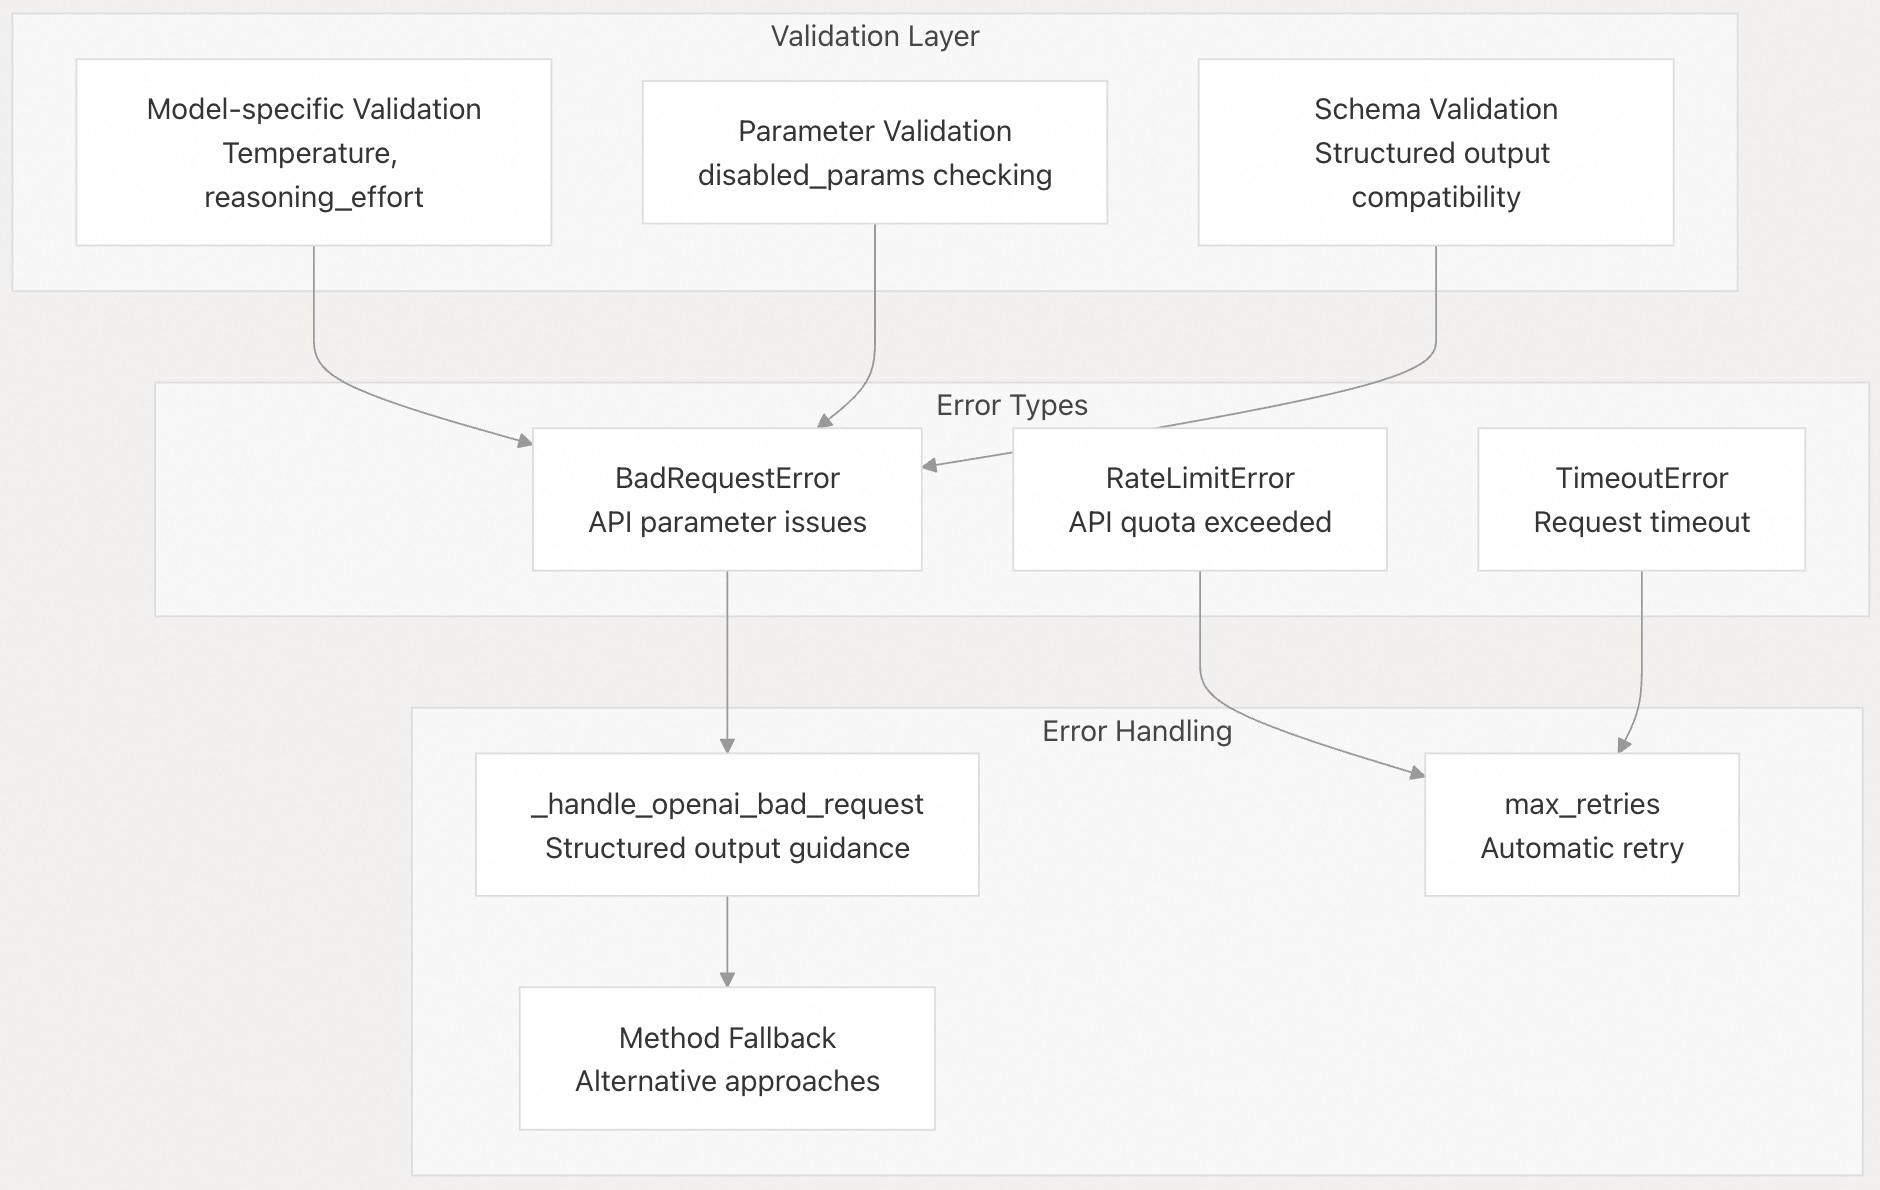 Validation Layer
Model-specific Validation
Temperature,
reasoning_effort
Parameter Validation
disabled_params checking
Schema Validation
Structured output
compatibility
Error Types
BadRequestError
API parameter issues
RateLimitError
API quota exceeded
TimeoutError
Request timeout
Error Handling
_handle_openai_bad_request
Structured output guidance
max_retries
Automatic retry
Method Fallback
Alternative approaches